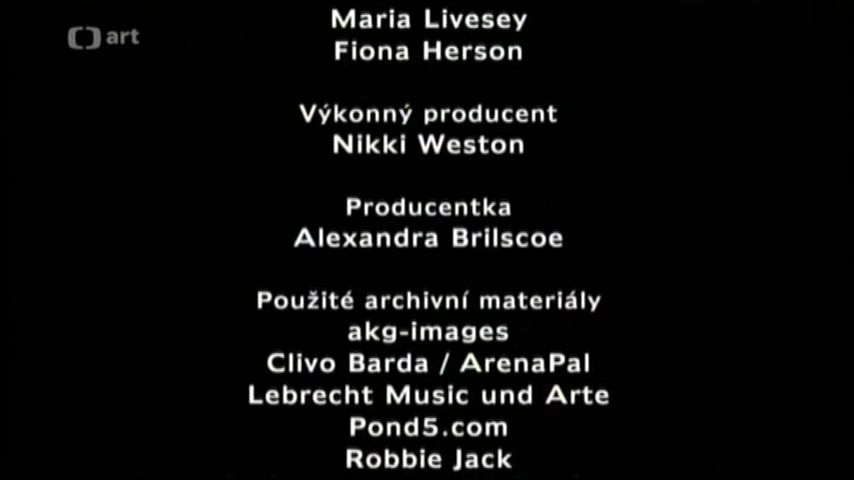 art
Maria Livesey
Fiona Herson
Výkonný producent
Nikki Weston
Producentka
Alexandra Brilscoe
Použité archivní materiály
akg-images
Clivo Barda / ArenaPal
Lebrecht Music und Arte
Pond5.com
Robbie Jack